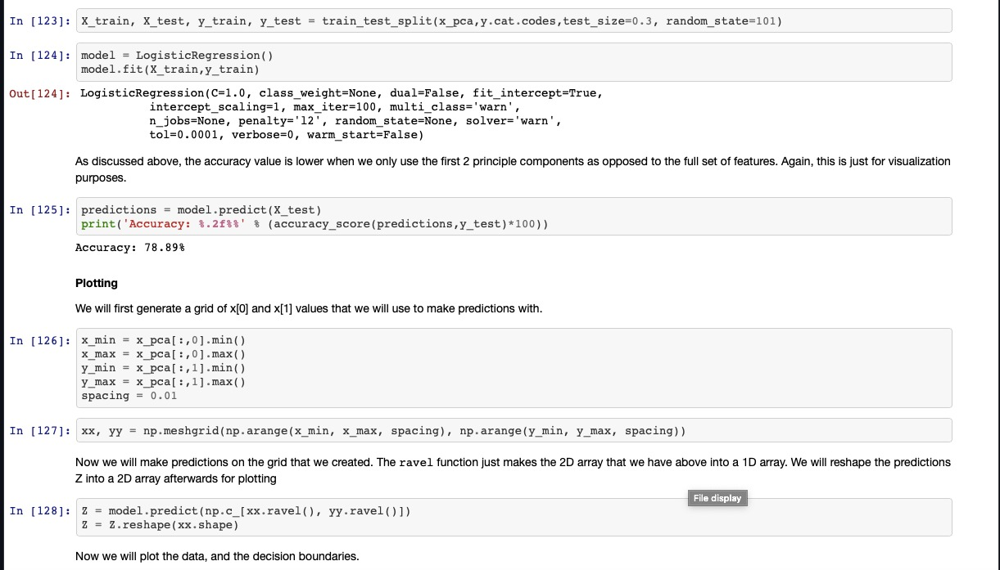 In [123]: X_train, X_test, y_train, y_test = train_test_split(x_pca,y.cat.codes,test_size=0.3, random_state=101)
In [124]: model = LogisticRegression()
model.fit(X_train,y_train)
Out[124]: LogisticRegression(C=1.0, class_weight=None, dual=False, fit_intercept=True,
intercept_scaling=1, max_iter=100, multi_class='warn',
n_jobs=None, penalty='l2', random_state=None, solver='warn',
tol=0.0001, verbose=0, warm_start=False)
As discussed above, the accuracy value is lower when we only use the first 2 principle components as opposed to the full set of features. Again, this is just for visualization
purposes.
In [125]: predictions = model.predict(X_test)
print('Accuracy: %.2f%%' % (accuracy_score(predictions,y_test)*100))
Accuracy: 78.89%
Plotting
We will first generate a grid of x[0] and x[1] values that we will use to make predictions with.
In [126]: x_min = x_pca[:,0].min()
x_max = x_pca[:,0].max()
y_min = x_pca[:,1].min()
y_max = x_pca[:,1].max()
spacing = 0.01
In [127]: xx, yy = np.meshgrid(np.arange(x_min, x_max, spacing), np.arange(y_min, y_max, spacing))
Now we will make predictions on the grid that we created. The ravel function just makes the 2D array that we have above into a 1D array. We will reshape the predictions
Z into a 2D array afterwards for plotting
File display
In [128]: Z = model.predict(np.c_[xx.ravel(), yy.ravel()])
Z = Z.reshape(xx.shape)
Now we will plot the data, and the decision boundaries.